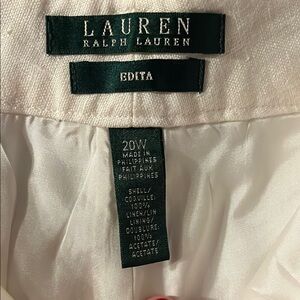 LAUREN
RALPH LAUREN
EDITA
20W
MADE IN
PHILIPPINES
FAIT AUX
PHILIPPINES
SHELL/
COQUILLE:
100%
LINEN/LIN
LINING/
DOUBLURE:
100%
ACETATE/
ACETATE